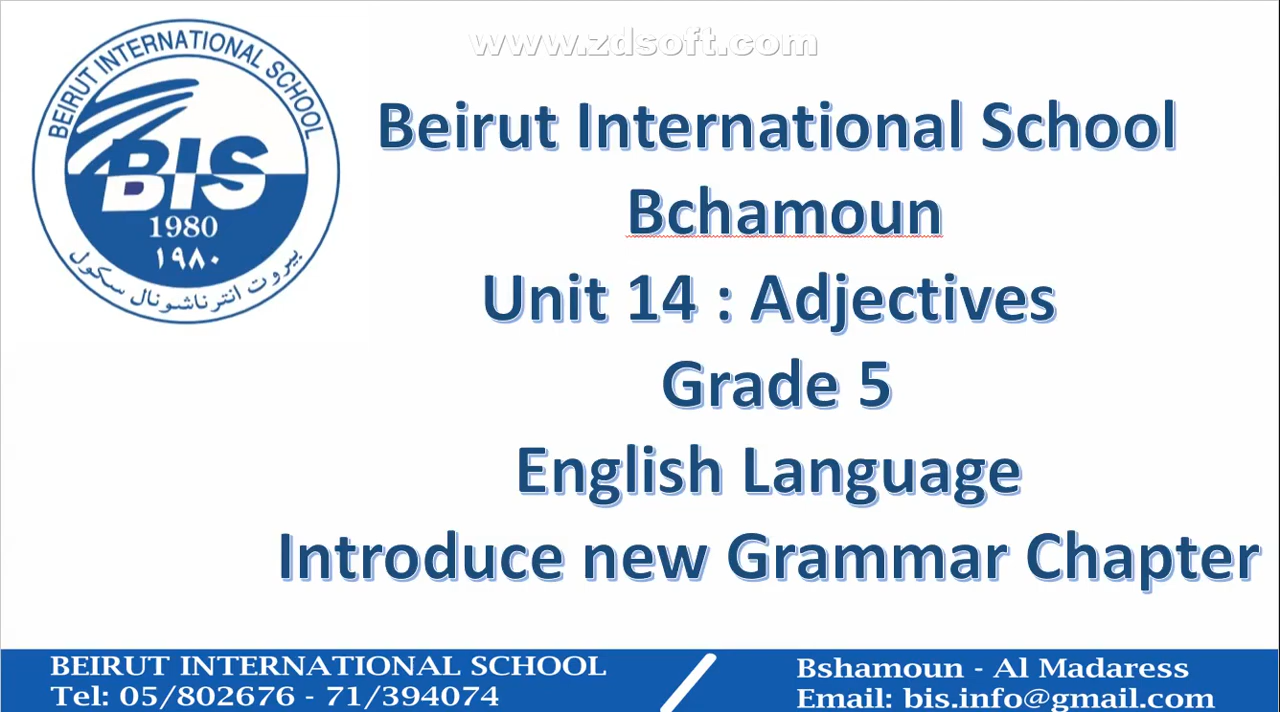 www.zdsoft.com
BEIRUT INTERNATIONAL SCHOOL
BIS
1980
١٩٨٠
بيروت انترناشونال سكول
Beirut International School
Bchamoun
Unit 14 : Adjectives
Grade 5
English Language
Introduce new Grammar Chapter
BEIRUT INTERNATIONAL SCHOOL
Tel: 05/802676 - 71/394074
Bshamoun - Al Madaress
Email: bis.info@gmail.com